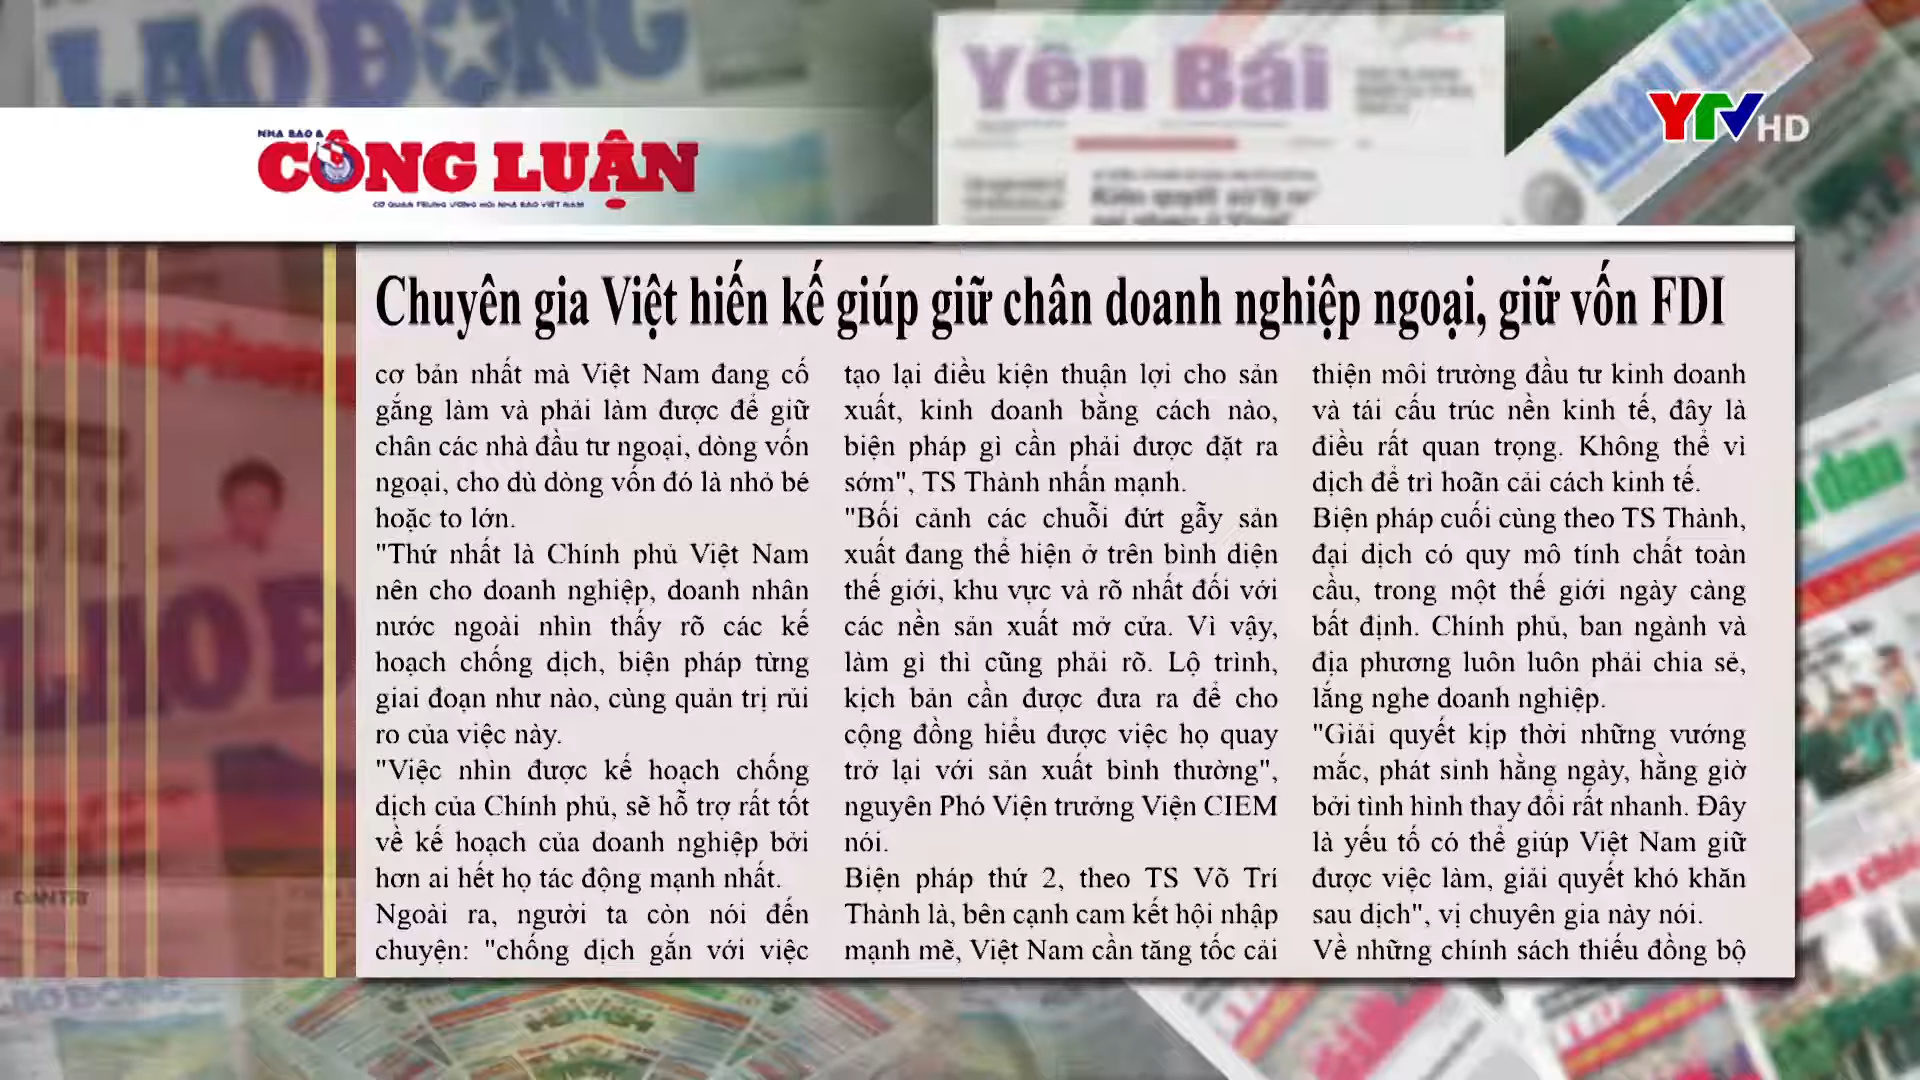 LAO ĐỘNG
Yên Bái
Nhân Dân
YTV HD
NHÀ BÁO &
CÔNG LUẬN
CƠ QUAN TRUNG ƯƠNG HỘI NHÀ BÁO VIỆT NAM
Chuyên gia Việt hiến kế giúp giữ chân doanh nghiệp ngoại, giữ vốn FDI
cơ bản nhất mà Việt Nam đang cố
gắng làm và phải làm được để giữ
chân các nhà đầu tư ngoại, dòng vốn
ngoại, cho dù dòng vốn đó là nhỏ bé
hoặc to lớn.
"Thứ nhất là Chính phủ Việt Nam
nên cho doanh nghiệp, doanh nhân
nước ngoài nhìn thấy rõ các kế
hoạch chống dịch, biện pháp từng
giai đoạn như nào, cùng quản trị rủi
ro của việc này.
"Việc nhìn được kế hoạch chống
dịch của Chính phủ, sẽ hỗ trợ rất tốt
về kế hoạch của doanh nghiệp bởi
hơn ai hết họ tác động mạnh nhất.
Ngoài ra, người ta còn nói đến
chuyện: "chống dịch gắn với việc
tạo lại điều kiện thuận lợi cho sản
xuất, kinh doanh bằng cách nào,
biện pháp gì cần phải được đặt ra
sớm", TS Thành nhấn mạnh.
"Bối cảnh các chuỗi đứt gẫy sản
xuất đang thể hiện ở trên bình diện
thế giới, khu vực và rõ nhất đối với
các nền sản xuất mở cửa. Vì vậy,
làm gì thì cũng phải rõ. Lộ trình,
kịch bản cần được đưa ra để cho
cộng đồng hiểu được việc họ quay
trở lại với sản xuất bình thường",
nguyên Phó Viện trưởng Viện CIEM
nói.
Biện pháp thứ 2, theo TS Võ Trí
Thành là, bên cạnh cam kết hội nhập
mạnh mẽ, Việt Nam cần tăng tốc cải
thiện môi trường đầu tư kinh doanh
và tái cấu trúc nền kinh tế, đây là
điều rất quan trọng. Không thể vì
dịch để trì hoãn cải cách kinh tế.
Biện pháp cuối cùng theo TS Thành,
đại dịch có quy mô tính chất toàn
cầu, trong một thế giới ngày càng
bất định. Chính phủ, ban ngành và
địa phương luôn luôn phải chia sẻ,
lắng nghe doanh nghiệp.
"Giải quyết kịp thời những vướng
mắc, phát sinh hằng ngày, hằng giờ
bởi tình hình thay đổi rất nhanh. Đây
là yếu tố có thể giúp Việt Nam giữ
được việc làm, giải quyết khó khăn
sau dịch", vị chuyên gia này nói.
Về những chính sách thiếu đồng bộ